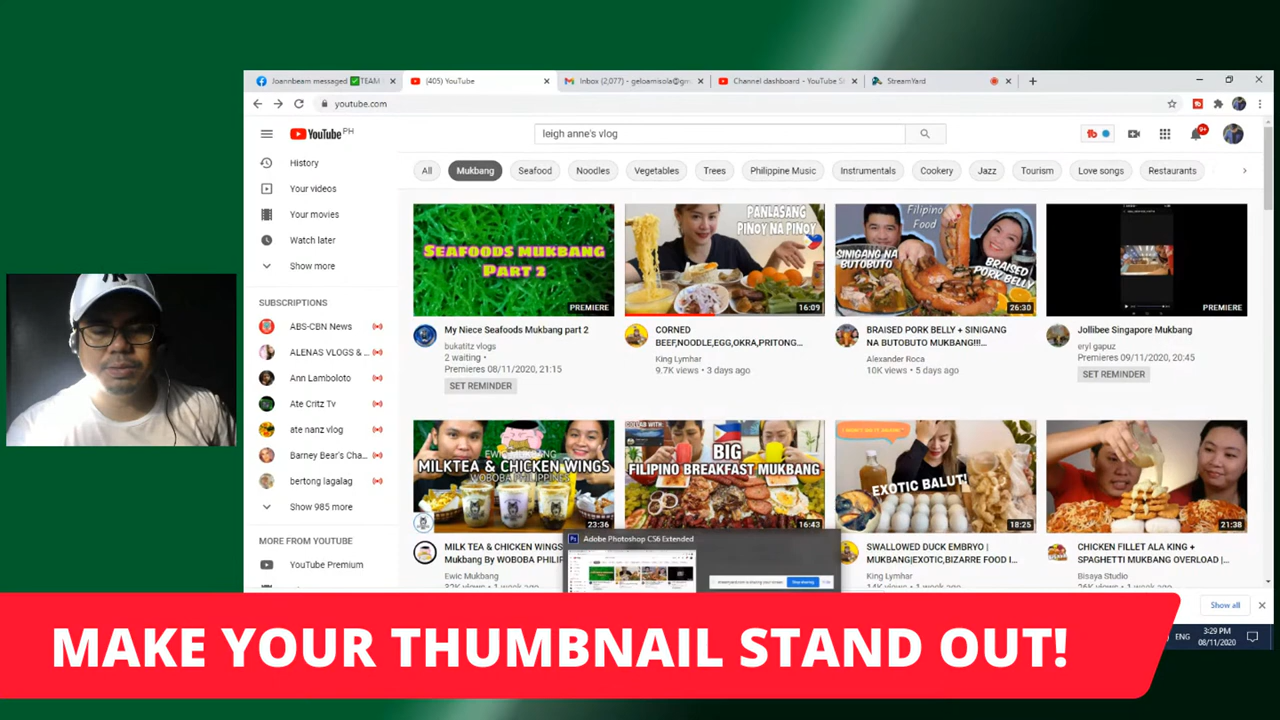 Joannbeam messaged ✅TEAM
(405) YouTube
Inbox (2,077) - geloamisola@gm
Channel dashboard - YouTube St
StreamYard
youtube.com
YouTube PH
leigh anne's vlog
9+
History
Your videos
Your movies
Watch later
Show more
SUBSCRIPTIONS
ABS-CBN News
ALENAS VLOGS & ...
Ann Lamboloto
Ate Critz Tv
ate nanz vlog
Barney Bear's Cha...
bertong lagalag
Show 985 more
MORE FROM YOUTUBE
YouTube Premium
All
Mukbang
Seafood
Noodles
Vegetables
Trees
Philippine Music
Instrumentals
Cookery
Jazz
Tourism
Love songs
Restaurants
SEAFOODS MUKBANG
PART 2
PREMIERE
My Niece Seafoods Mukbang part 2
bukatitz vlogs
2 waiting •
Premieres 08/11/2020, 21:15
SET REMINDER
PANLASANG
PINOY NA PINOY
16:09
CORNED
BEEF,NOODLE,EGG,OKRA,PRITONG...
King Lymhar
9.7K views • 3 days ago
Filipino
Food
SINIGANG NA
BUTOBUTO
BRAISED
PORK BELLY
26:30
BRAISED PORK BELLY + SINIGANG
NA BUTOBUTO MUKBANG!!!
Alexander Roca
10K views • 5 days ago
PREMIERE
Jollibee Singapore Mukbang
eryl gapuz
Premieres 09/11/2020, 20:45
SET REMINDER
EWIC MUKBANG
MILKTEA & CHICKEN WINGS
WOBOBA PHILIPPINES
23:36
MILK TEA & CHICKEN WINGS
Mukbang By WOBOBA PHILIP
Ewic Mukbang
COLLAB WITH
BIG
FILIPINO BREAKFAST MUKBANG
16:43
EXOTIC BALUT!
18:25
SWALLOWED DUCK EMBRYO |
MUKBANG|EXOTIC,BIZARRE FOOD I...
King Lymhar
21:38
CHICKEN FILLET ALA KING +
SPAGHETTI MUKBANG OVERLOAD |...
Bisaya Studio
Adobe Photoshop CS6 Extended
Stop sharing
Show all
ENG
3:29 PM
08/11/2020
MAKE YOUR THUMBNAIL STAND OUT!